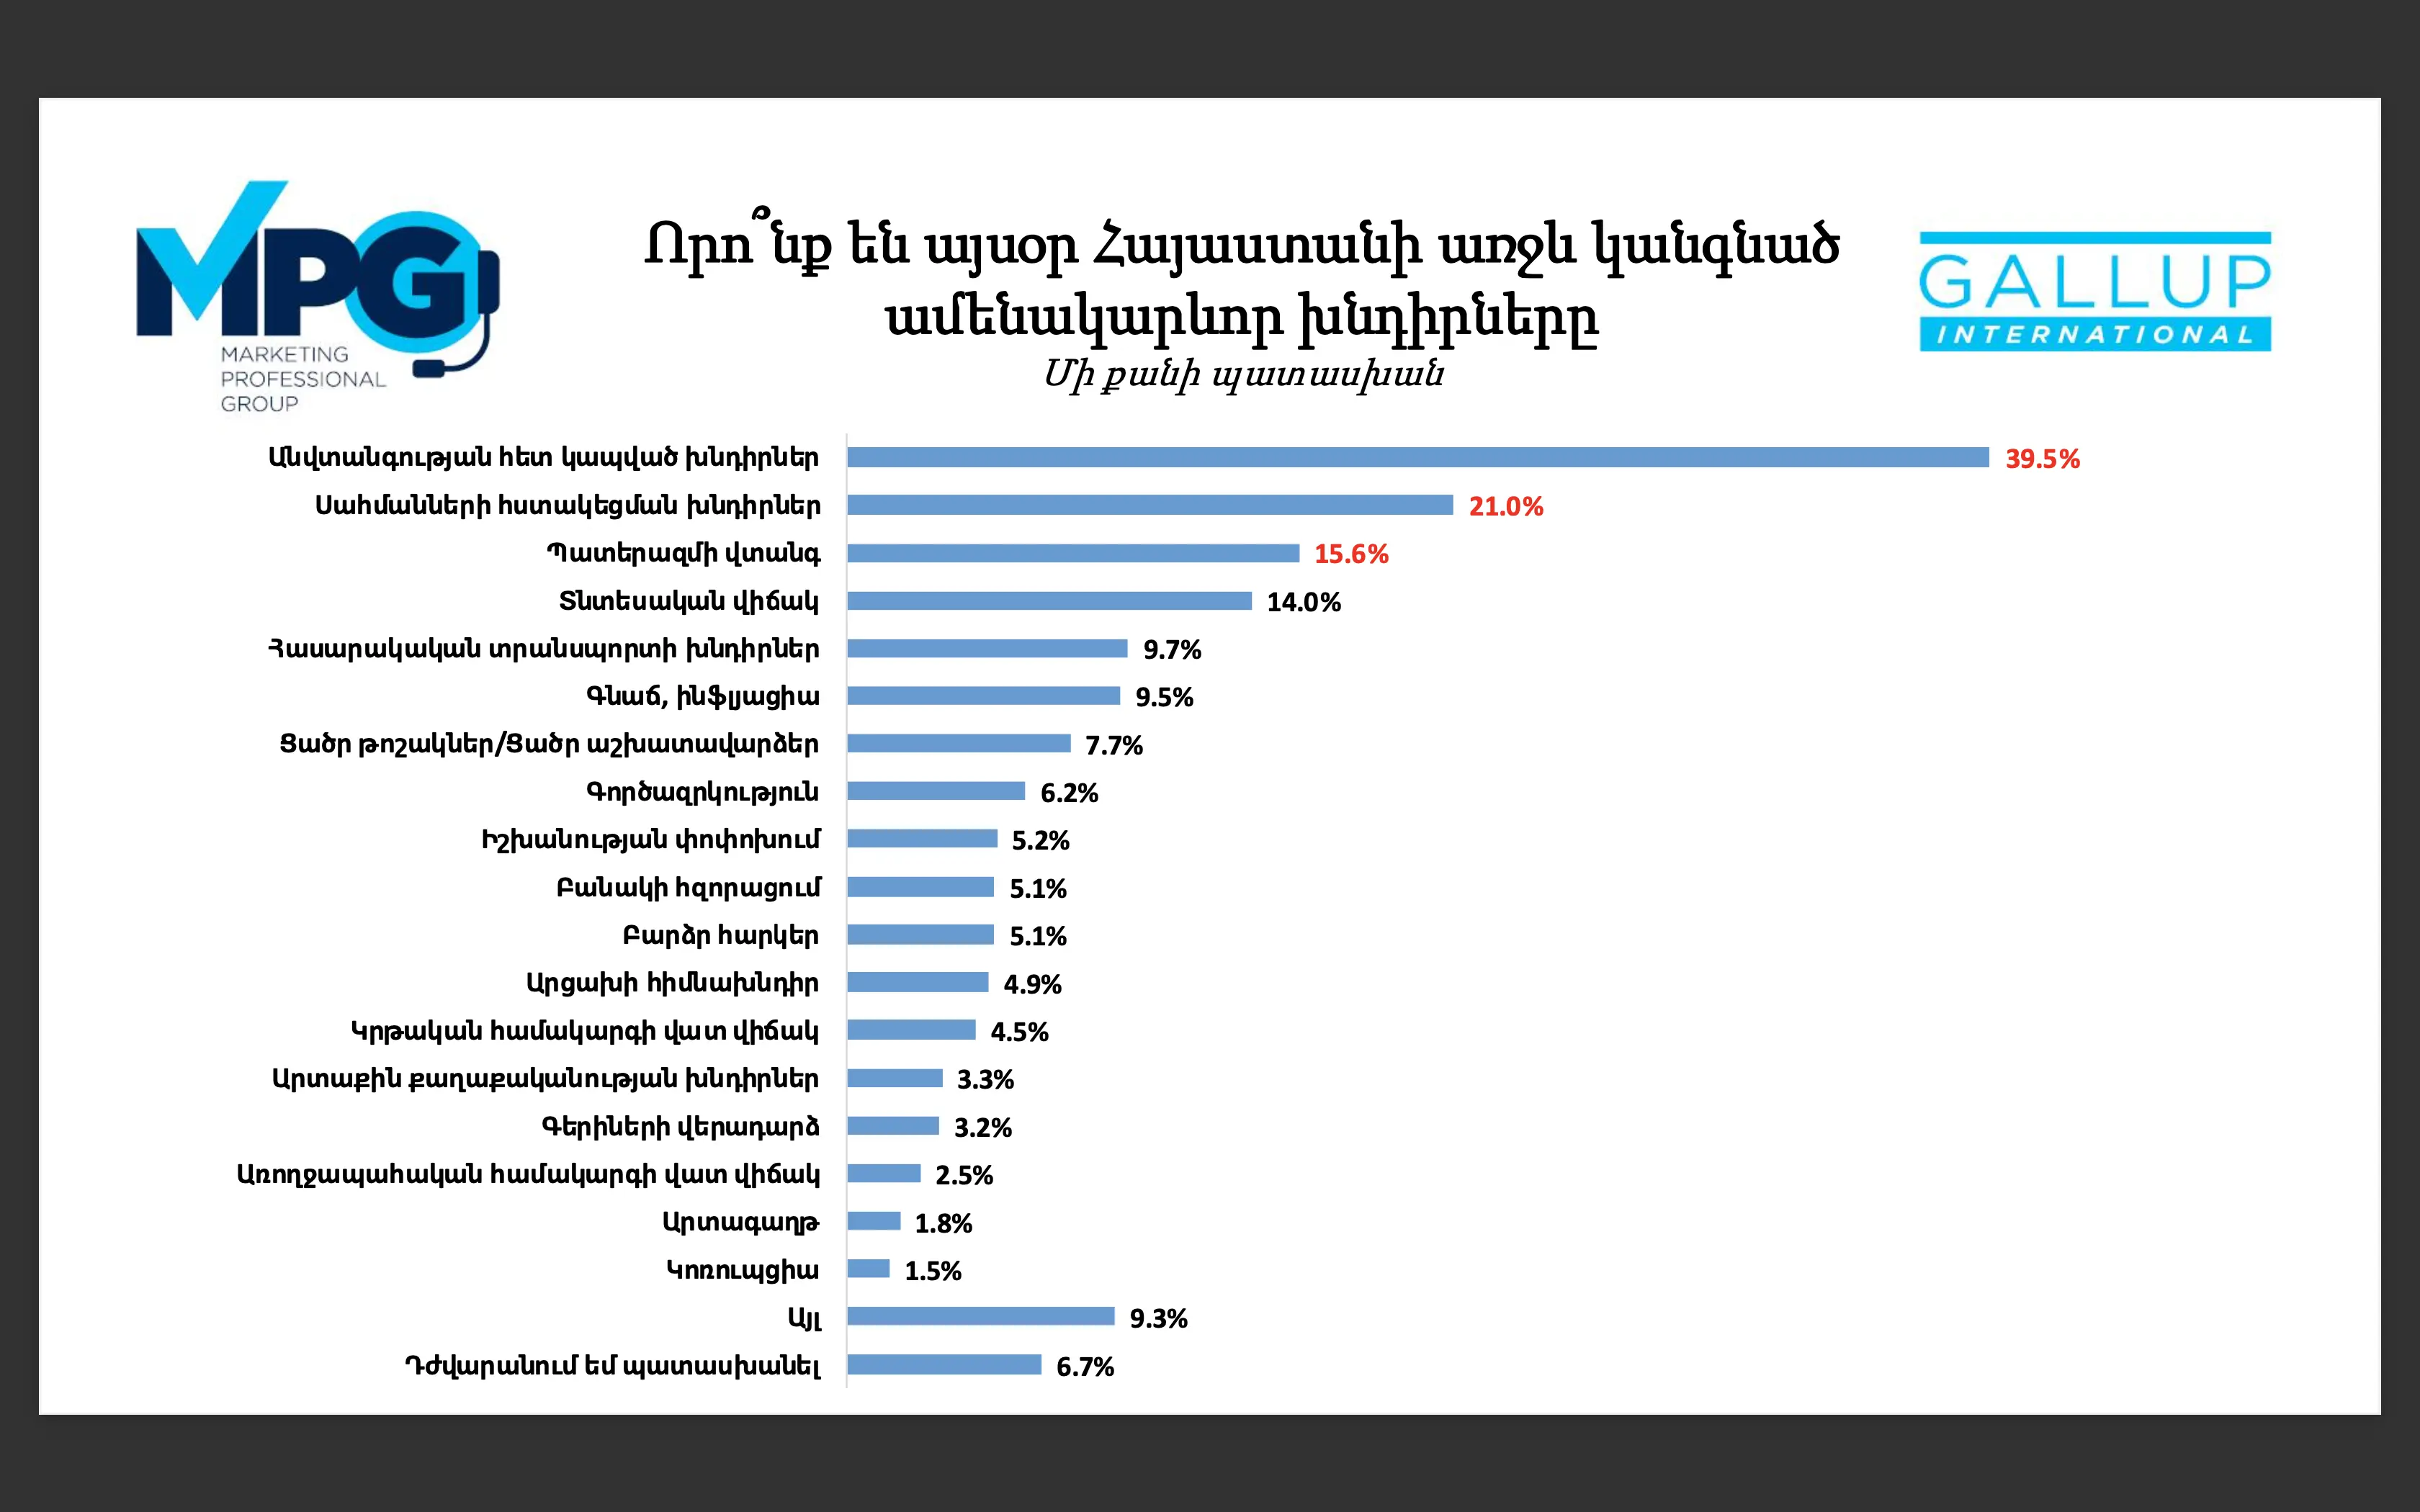 MPG
MARKETING
PROFESSIONAL
GROUP
Որո՞նք են այսօր Հայաստանի առջև կանգնած
ամենակարևոր խնդիրները
Մի քանի պատասխան
GALLUP
INTERNATIONAL
Անվտանգության հետ կապված խնդիրներ 39.5%
Սահմանների հստակեցման խնդիրներ 21.0%
Պատերազմի վտանգ 15.6%
Տնտեսական վիճակ 14.0%
Հասարակական տրանսպորտի խնդիրներ 9.7%
Գնաճ, ինֆլյացիա 9.5%
Ցածր թոշակներ/Ցածր աշխատավարձեր 7.7%
Գործազրկություն 6.2%
Իշխանության փոփոխում 5.2%
Բանակի հզորացում 5.1%
Բարձր հարկեր 5.1%
Արցախի հիմնախնդիր 4.9%
Կրթական համակարգի վատ վիճակ 4.5%
Արտաքին քաղաքականության խնդիրներ 3.3%
Գերիների վերադարձ 3.2%
Առողջապահական համակարգի վատ վիճակ 2.5%
Արտագաղթ 1.8%
Կոռուպցիա 1.5%
Այլ 9.3%
Դժվարանում եմ պատասխանել 6.7%